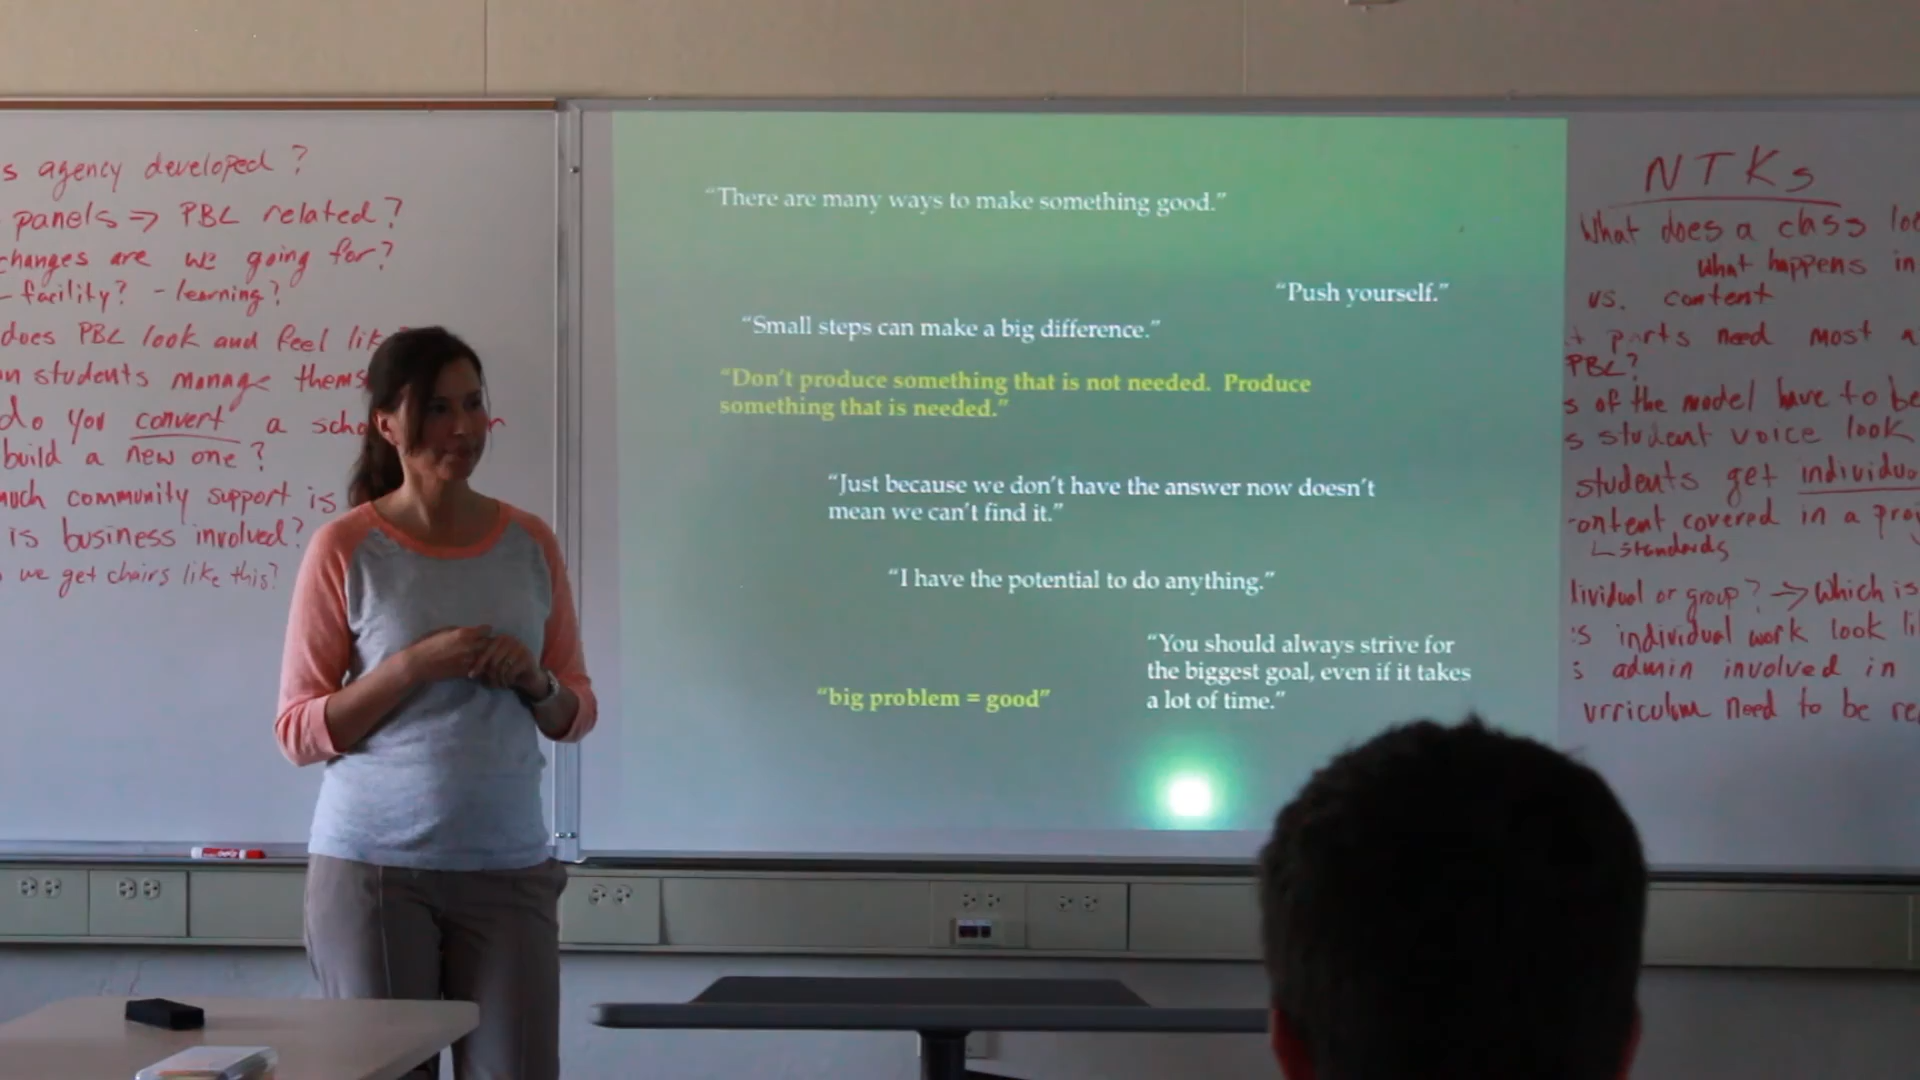 s agency developed?
panels => PBL related?
changes are we going for?
- facility? - learning?
does PBL look and feel lik
n students manage thems
do you convert a scho
build a new one?
much community support is
is business involved?
we get chairs like this?
"There are many ways to make something good."
"Push yourself."
"Small steps can make a big difference."
"Don't produce something that is not needed. Produce
something that is needed."
"Just because we don't have the answer now doesn't
mean we can't find it."
"I have the potential to do anything."
"You should always strive for
the biggest goal, even if it takes
a lot of time."
"big problem = good"
NTKs
What does a class loo
what happens in
vs. content
t parts need most a
PBL?
s of the model have to be
s student voice look
students get individua
ontent covered in a proj
standards
dividual or group? → Which is
s individual work look li
s admin involved in
urriculum need to be re